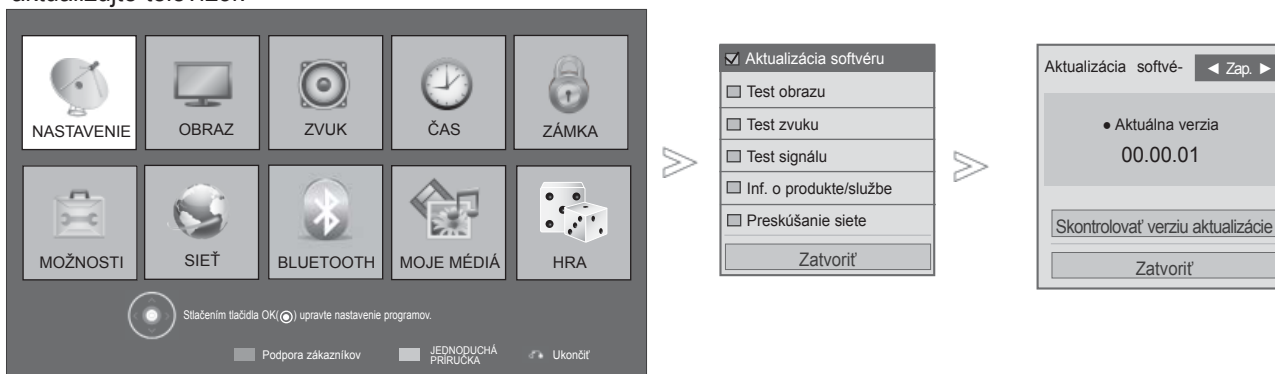 NASTAVENIE
OBRAZ
ZVUK
ČAS
ZÁMKA
MOŽNOSTI
SIEŤ
BLUETOOTH
MOJE MÉDIÁ
HRA
Stlačením tlačidla OK(◉) upravte nastavenie programov.
Podpora zákazníkov
JEDNODUCHÁ
PRÍRUČKA
Ukončiť
Aktualizácia softvéru
Test obrazu
Test zvuku
Test signálu
Inf. o produkte/službe
Preskúšanie siete
Zatvoriť
Aktualizácia softvé- ◄ Zap. ►
● Aktuálna verzia
00.00.01
Skontrolovať verziu aktualizácie
Zatvoriť